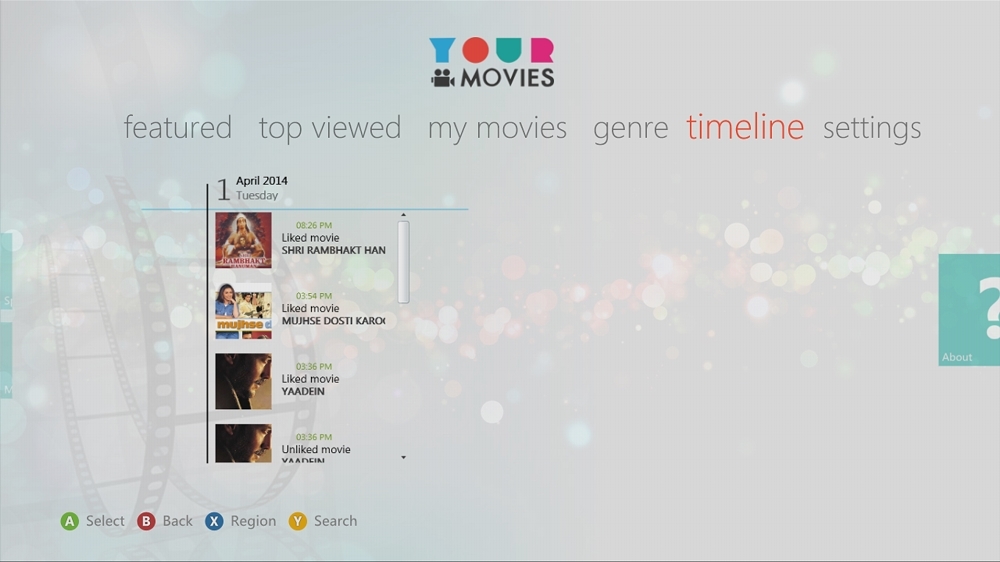 YOUR
MOVIES
featured top viewed my movies genre timeline settings
1 April 2014
Tuesday
08:26 PM
Liked movie
SHRI RAMBHAKT HAN
RAMBHAKT
03:54 PM
Liked movie
MUJHSE DOSTI KARO
mujhse d
03:36 PM
Liked movie
YAADEIN
03:36 PM
Unliked movie
YAADEIN
?
About
A Select B Back X Region Y Search